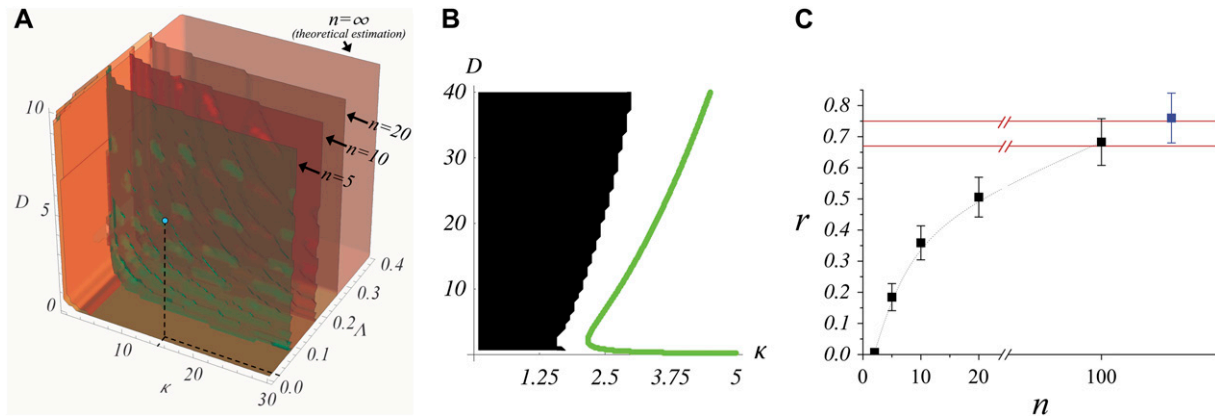 A
n=∞
(theoretical estimation)
n=20
n=10
n=5
10
D
5
0
10
κ
20
30
0.0
0.1
0.2
Λ
0.3
0.4
B
D
40
30
20
10
κ
1.25
2.5
3.75
5
C
0.8
0.7
0.6
0.5
r
0.4
0.3
0.2
0.1
0.0
0
10
20
100
n